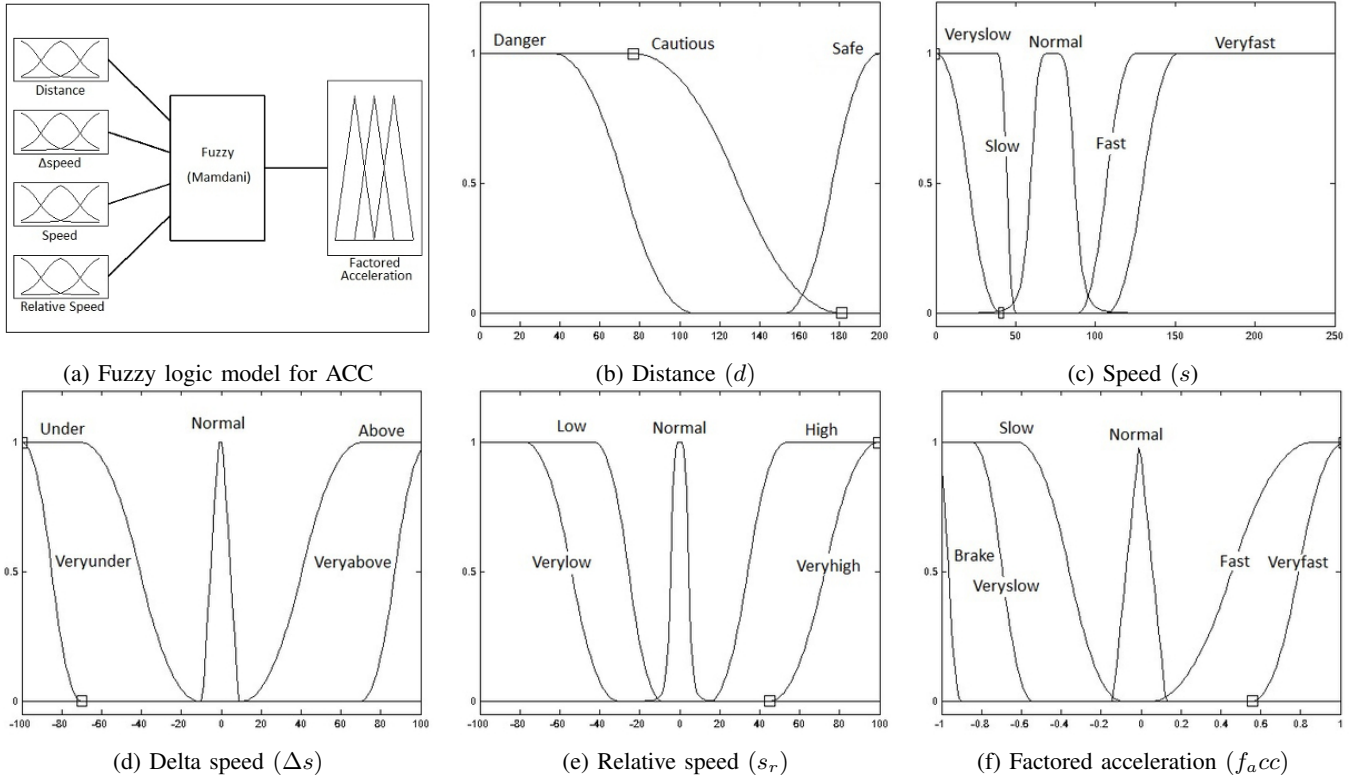 Distance
Δspeed
Speed
Relative Speed
Fuzzy
(Mamdani)
Factored
Acceleration
(a) Fuzzy logic model for ACC
Danger
Cautious
Safe
1
0.5
0
0 20 40 60 80 100 120 140 160 180 200
(b) Distance (d)
Veryslow
Normal
Veryfast
Slow
Fast
1
0.5
0
0 50 100 150 200 250
(c) Speed (s)
Under
Normal
Above
Veryunder
Veryabove
1
0.5
0
-100 -80 -60 -40 -20 0 20 40 60 80 100
(d) Delta speed (Δs)
Low
Normal
High
Verylow
Veryhigh
1
0.5
0
-100 -80 -60 -40 -20 0 20 40 60 80 100
(e) Relative speed (s_r)
Slow
Normal
Brake
Veryslow
Fast
Veryfast
1
0.5
0
-1 -0.8 -0.6 -0.4 -0.2 0 0.2 0.4 0.6 0.8 1
(f) Factored acceleration (f_acc)